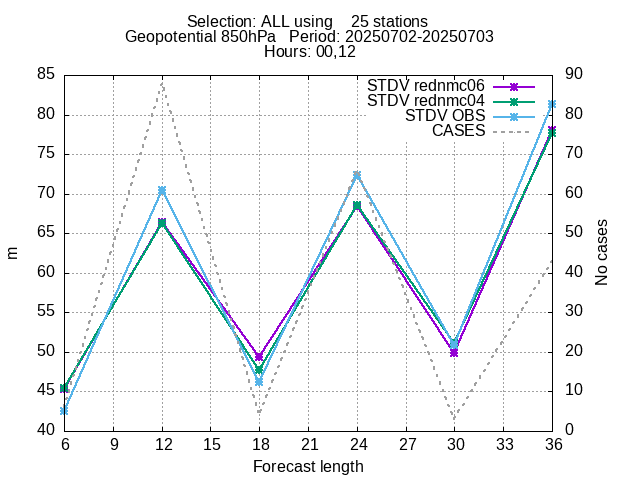 Selection: ALL using    25 stations
Geopotential 850hPa   Period: 20250702-20250703
Hours: 00,12
STDV rednmc06
STDV rednmc04
STDV OBS
CASES
85
80
75
70
65
60
55
50
45
40
90
80
70
60
50
40
30
20
10
0
m
No cases
6 9 12 15 18 21 24 27 30 33 36
Forecast length